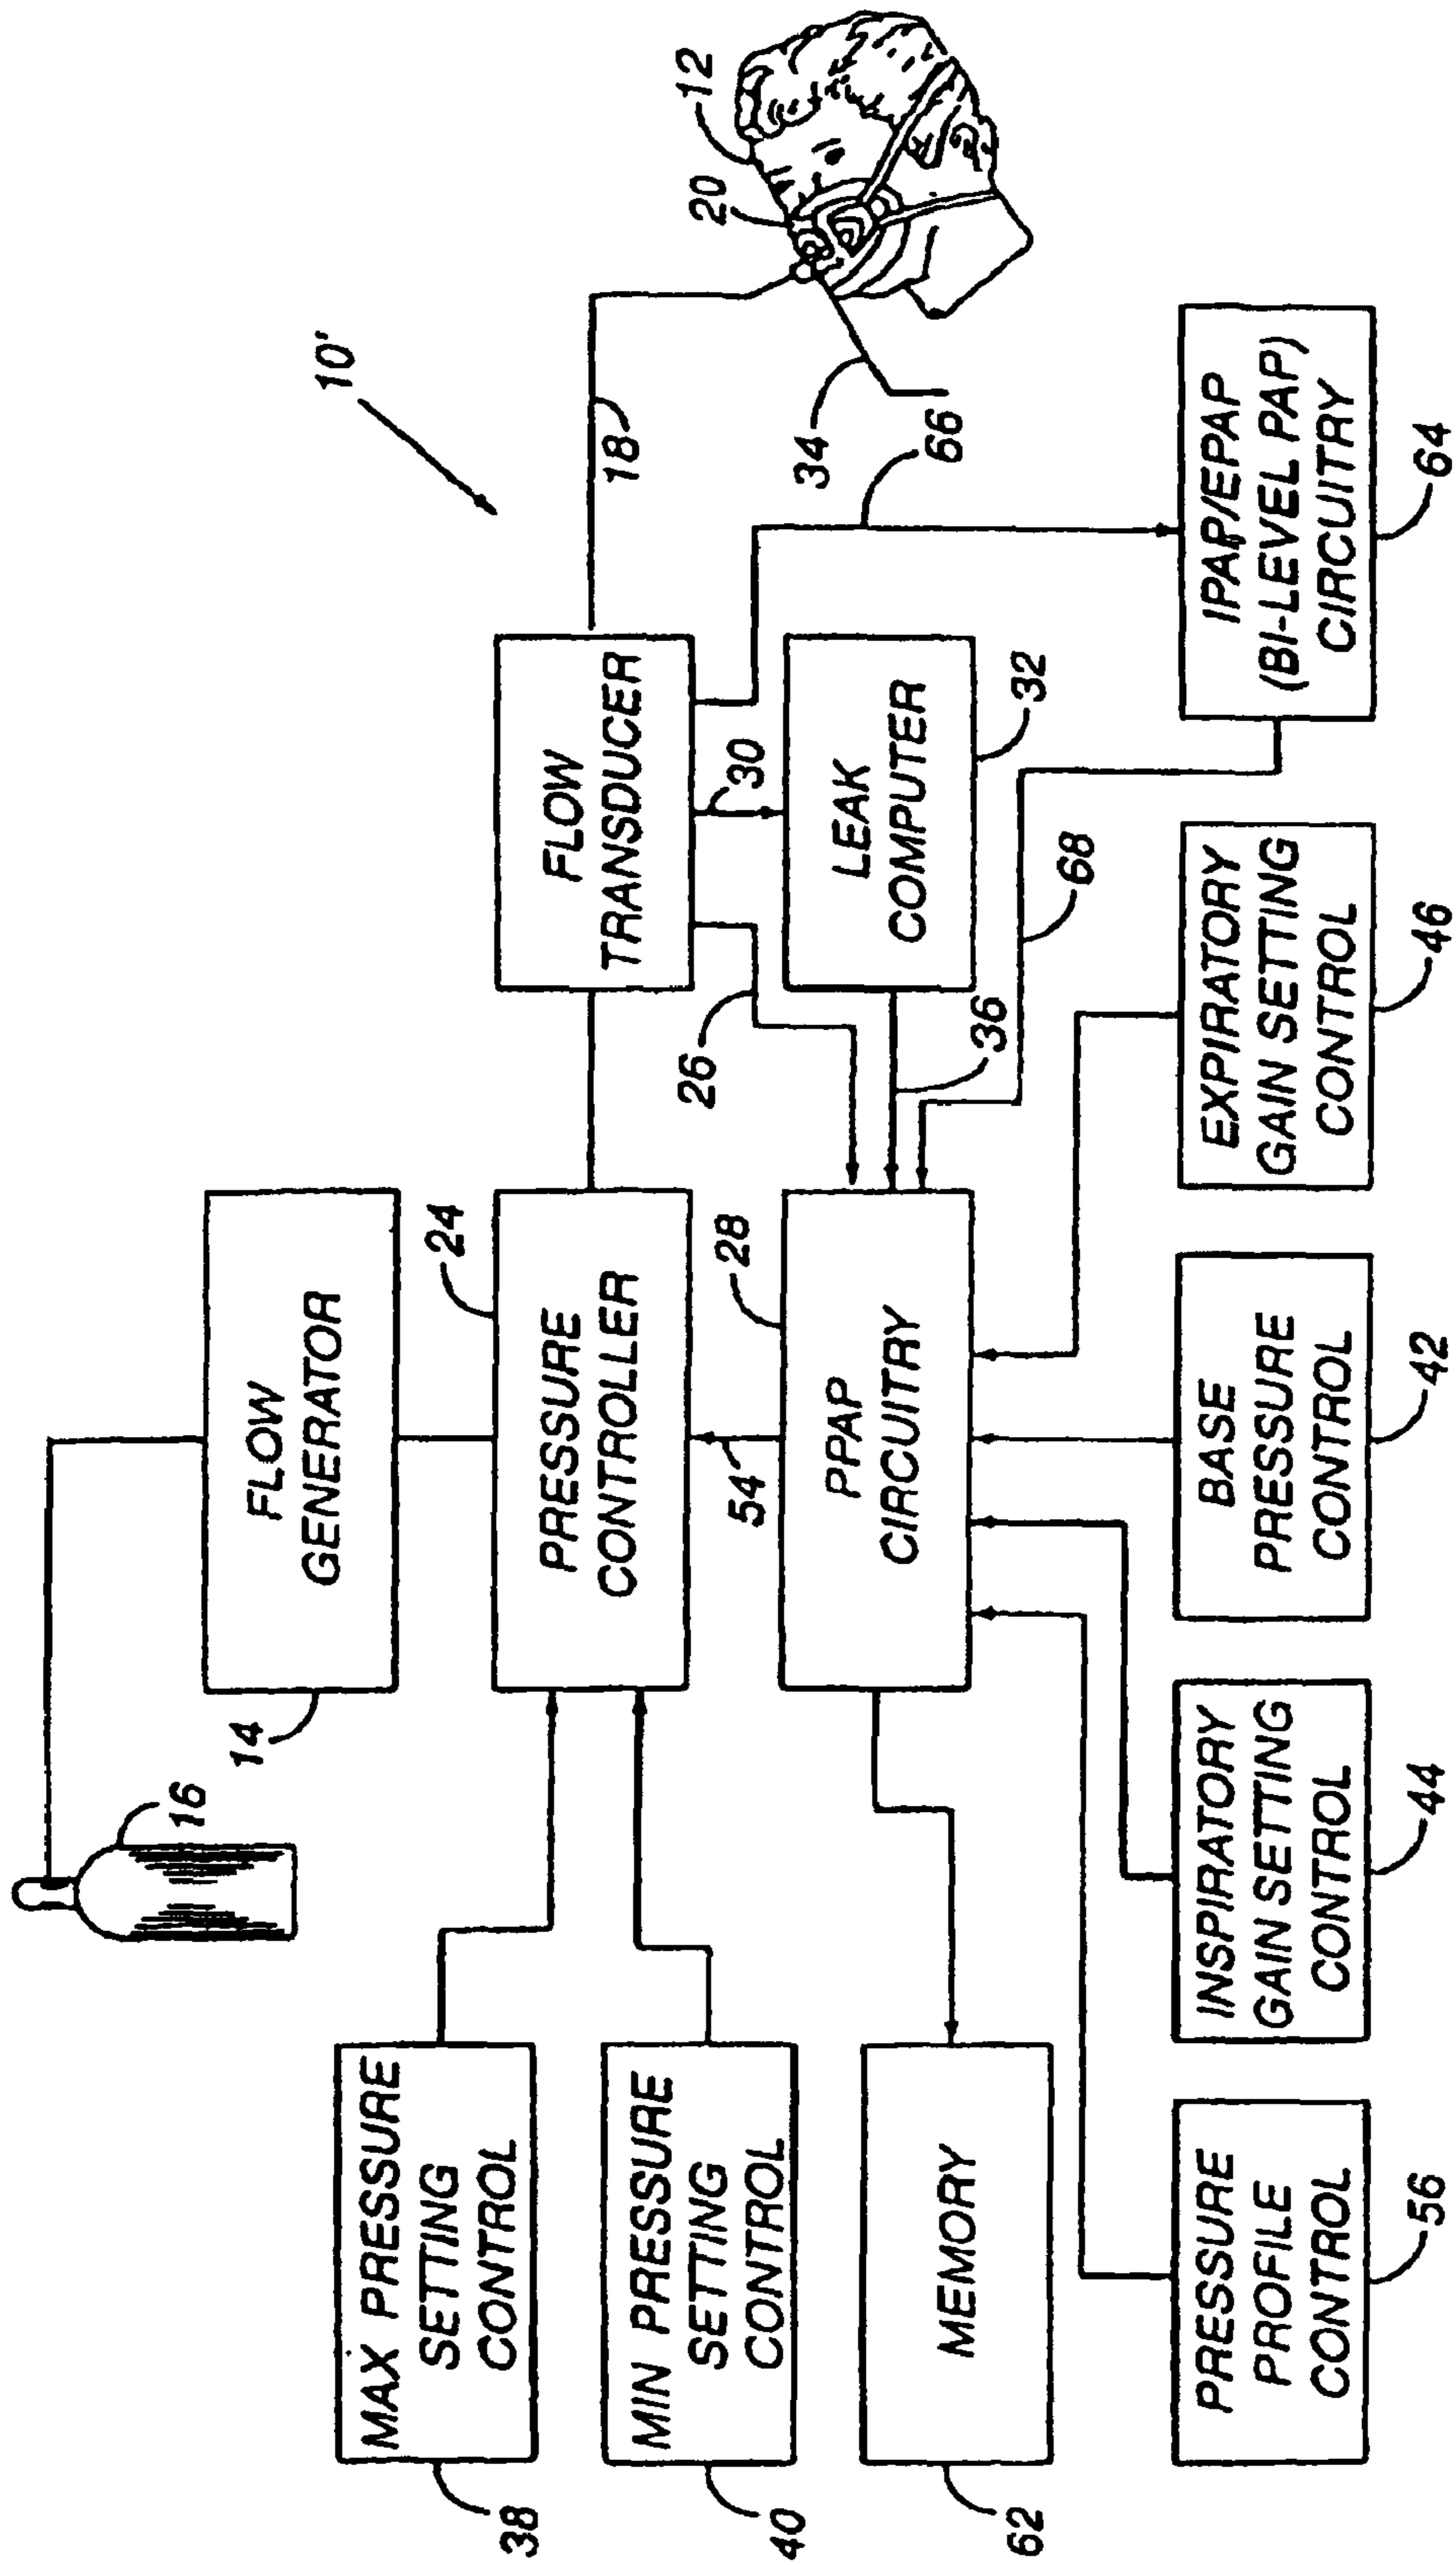 10'
16
FLOW
GENERATOR
14
12
20
18
34
MAX PRESSURE
SETTING
CONTROL
38
PRESSURE
CONTROLLER
24
FLOW
TRANSDUCER
66
MIN PRESSURE
SETTING
CONTROL
40
54
28
26
30
PPAP
CIRCUITRY
LEAK
COMPUTER
32
36
68
MEMORY
62
PRESSURE
PROFILE
CONTROL
56
INSPIRATORY
GAIN SETTING
CONTROL
44
BASE
PRESSURE
CONTROL
42
EXPIRATORY
GAIN SETTING
CONTROL
46
IPAP/EPAP
(BI-LEVEL PAP)
CIRCUITRY
64